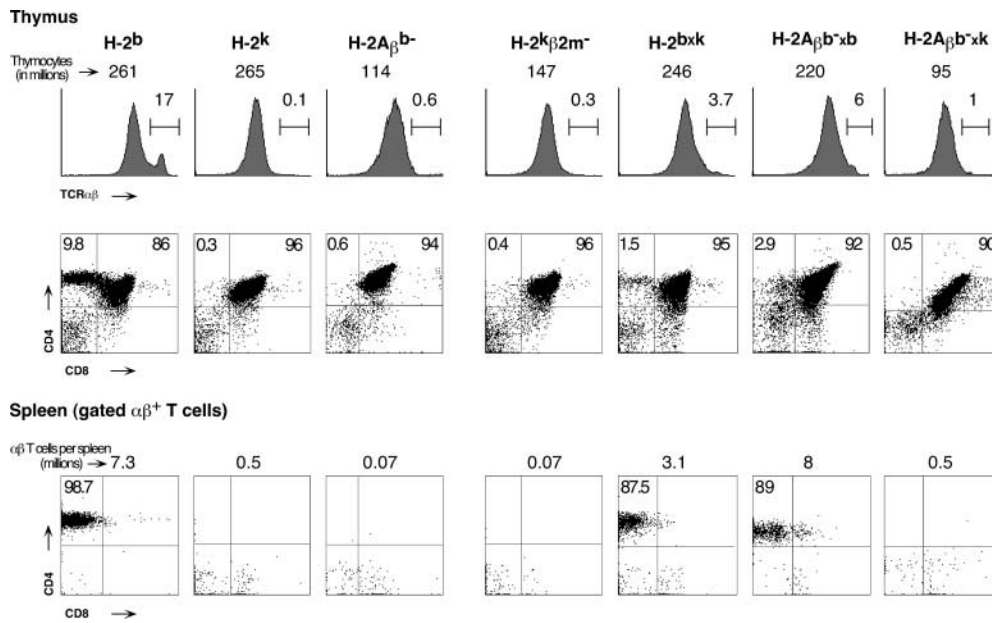 Thymus
H-2b H-2k H-2Aβb- H-2kβ2m- H-2bxk H-2Aβb-xb H-2Aβb-xk
Thymocytes
(in millions) → 261 265 114 147 246 220 95
17 0.1 0.6 0.3 3.7 6 1
TCRαβ →
9.8 86 0.3 96 0.6 94 0.4 96 1.5 95 2.9 92 0.5 90
CD4 →
CD8 →
Spleen (gated αβ+ T cells)
αβ T cells per spleen
(millions) → 7.3 0.5 0.07 0.07 3.1 8 0.5
98.7 87.5 89
CD4 →
CD8 →